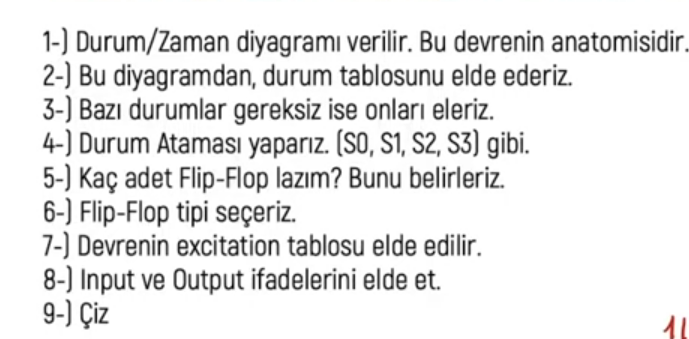 1-) Durum/Zaman diyagramı verilir. Bu devrenin anatomisidir.
2-) Bu diyagramdan, durum tablosunu elde ederiz.
3-) Bazı durumlar gereksiz ise onları eleriz.
4-) Durum Ataması yaparız. (S0, S1, S2, S3) gibi.
5-) Kaç adet Flip-Flop lazım? Bunu belirleriz.
6-) Flip-Flop tipi seçeriz.
7-) Devrenin excitation tablosu elde edilir.
8-) Input ve Output ifadelerini elde et.
9-) Çiz